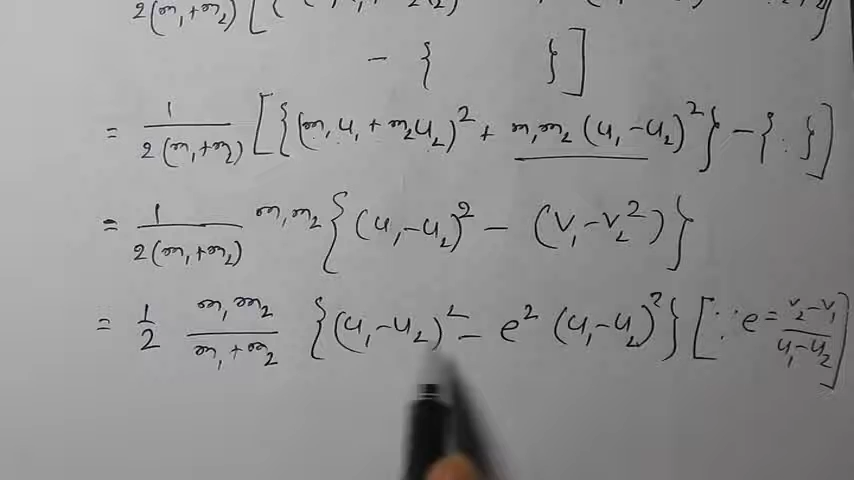 2(m₁+m₂)
- {   }]
= 1/2(m₁+m₂) [{(m₁u₁ + m₂u₂)² + m₁m₂ (u₁-u₂)²} - { . }]
= 1/2(m₁+m₂) m₁m₂ {(u₁-u₂)² - (v₁-v₂²)}
= 1/2 m₁m₂/m₁+m₂ {(u₁-u₂)² - e² (u₁-u₂)²} [∵ e = v₂-v₁/u₁-u₂]